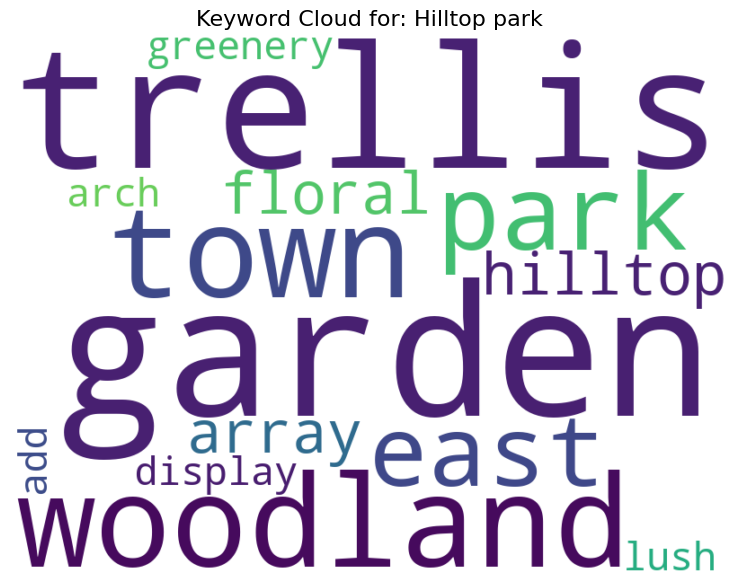 Keyword Cloud for: Hilltop park
greenery
trellis
arch
floral
park
town
hilltop
garden
add
array
east
display
woodland
lush